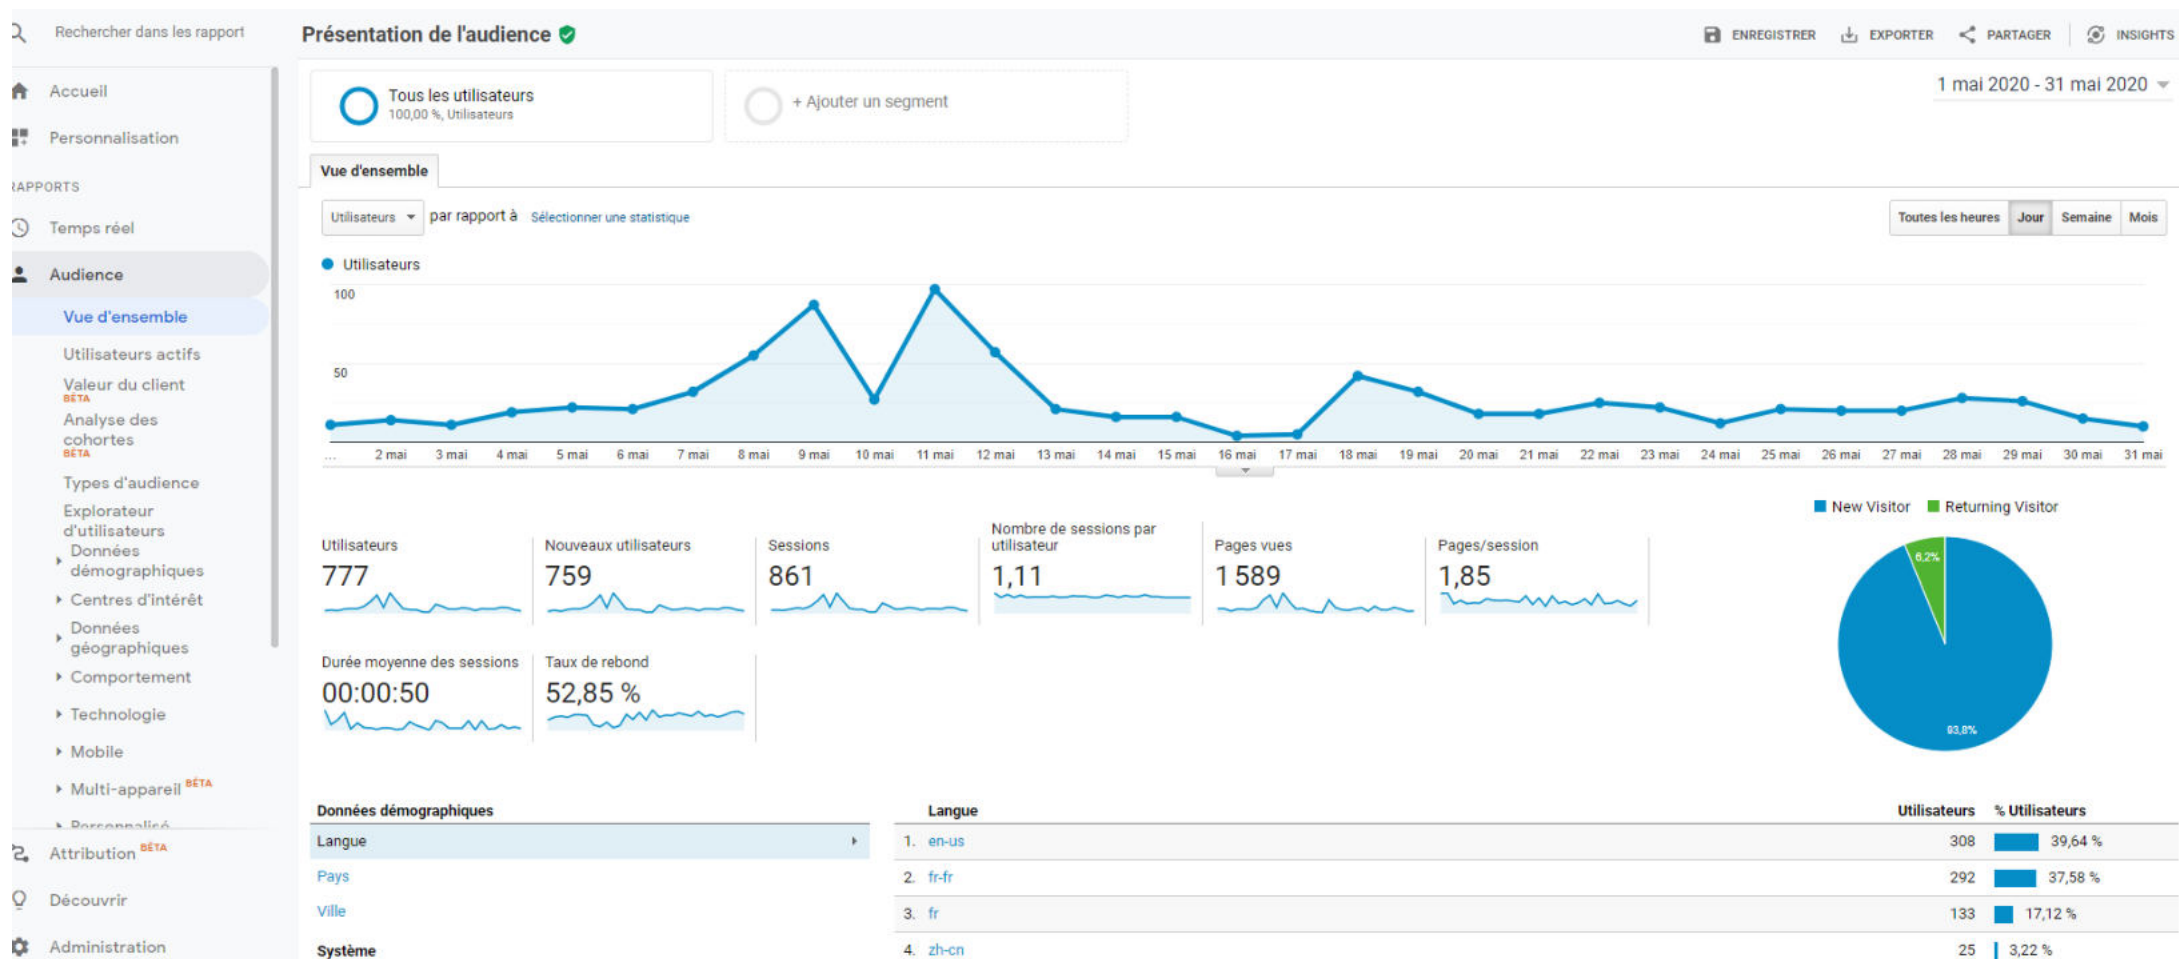 Rechercher dans les rapport
Présentation de l'audience
ENREGISTRER
EXPORTER
PARTAGER
INSIGHTS
Accueil
Personnalisation
RAPPORTS
Temps réel
Audience
Vue d'ensemble
Utilisateurs actifs
Valeur du client
BÊTA
Analyse des
cohortes
BÊTA
Types d'audience
Explorateur
d'utilisateurs
Données
démographiques
Centres d'intérêt
Données
géographiques
Comportement
Technologie
Mobile
Multi-appareil BÊTA
Personnalisé
Attribution BÊTA
Découvrir
Administration
Tous les utilisateurs
100,00 %, Utilisateurs
+ Ajouter un segment
1 mai 2020 - 31 mai 2020
Vue d'ensemble
Utilisateurs par rapport à Sélectionner une statistique
Toutes les heures Jour Semaine Mois
Utilisateurs
100
50
... 2 mai 3 mai 4 mai 5 mai 6 mai 7 mai 8 mai 9 mai 10 mai 11 mai 12 mai 13 mai 14 mai 15 mai 16 mai 17 mai 18 mai 19 mai 20 mai 21 mai 22 mai 23 mai 24 mai 25 mai 26 mai 27 mai 28 mai 29 mai 30 mai 31 mai
Utilisateurs
777
Nouveaux utilisateurs
759
Sessions
861
Nombre de sessions par
utilisateur
1,11
Pages vues
1 589
Pages/session
1,85
Durée moyenne des sessions
00:00:50
Taux de rebond
52,85 %
New Visitor Returning Visitor
6,2%
93,8%
Données démographiques
Langue
Pays
Ville
Système
Langue Utilisateurs % Utilisateurs
1. en-us 308 39,64 %
2. fr-fr 292 37,58 %
3. fr 133 17,12 %
4. zh-cn 25 3,22 %